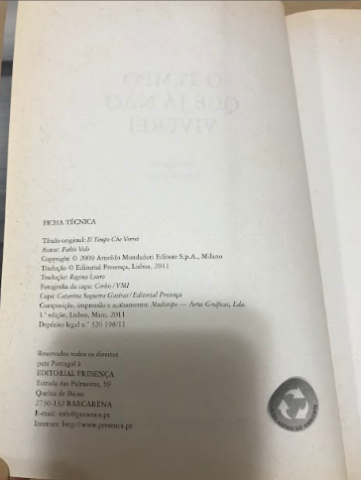 O TEMPO
QUE JÁ NÃO
VIVEREI
FICHA TÉCNICA
Título original: Il Tempo Che Vorrei
Autor: Fabio Volo
Copyright © 2009 Arnoldo Mondadori Editore S.p.A., Milano
Tradução © Editorial Presença, Lisboa, 2011
Tradução: Regina Louro
Fotografia da capa: Corbis/VMI
Capa: Catarina Sequeira Gaeiras/Editorial Presença
Composição, impressão e acabamento: Multitipo — Artes Gráficas, Lda.
1.ª edição, Lisboa, Maio, 2011
Depósito legal n.º 326 198/11
Reservados todos os direitos
para Portugal à
EDITORIAL PRESENÇA
Estrada das Palmeiras, 59
Queluz de Baixo
2730-132 BARCARENA
E-mail: info@presenca.pt
Internet: http://www.presenca.pt